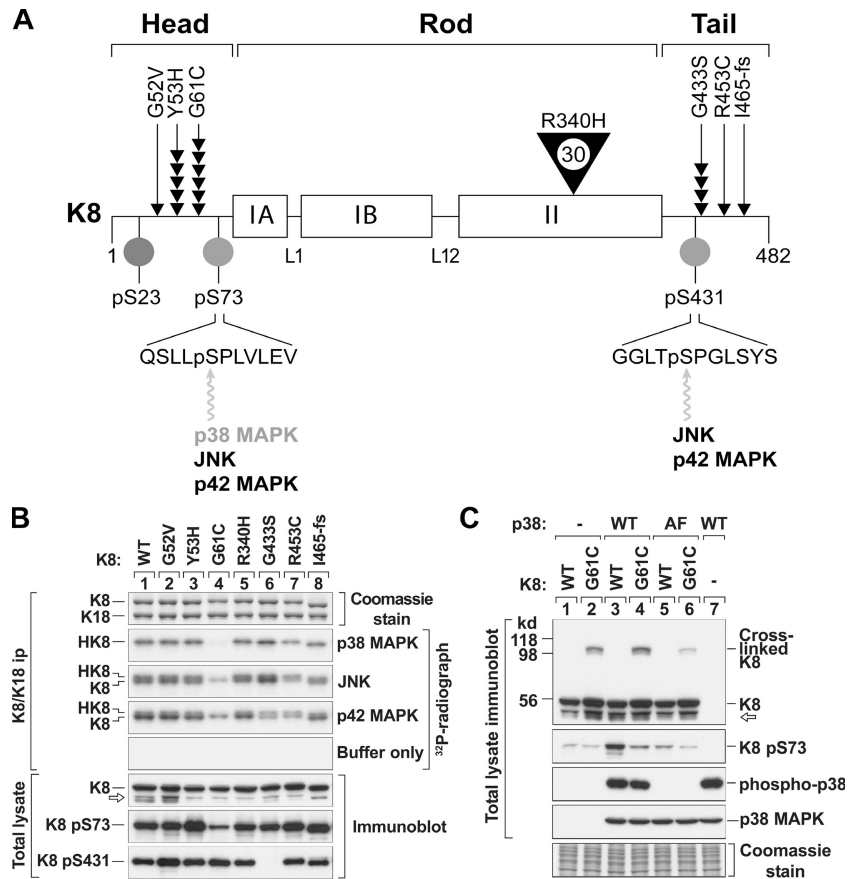 A
Head Rod Tail
G52V Y53H G61C G433S R453C I465-fs
R340H
30
K8 IA IB II
1 L1 L12 482
pS23 pS73 pS431
QSLLpSPLVLEV GGLTpSPGLSYS
p38 MAPK
JNK JNK
p42 MAPK p42 MAPK
B
K8: WT G52V Y53H G61C R340H G433S R453C I465-fs
1 2 3 4 5 6 7 8
K8/K18 ip
K8
K18
Coomassie
stain
HK8 p38 MAPK
HK8
K8
JNK
HK8
K8
p42 MAPK
Buffer only
32P-radiograph
Total lysate
K8
K8 pS73
K8 pS431
Immunoblot
C
p38: - WT AF WT
K8: WT G61C WT G61C WT G61C -
1 2 3 4 5 6 7
Total lysate immunoblot
kd
118
98
56
Cross-
linked
K8
K8
K8 pS73
phospho-p38
p38 MAPK
Coomassie
stain